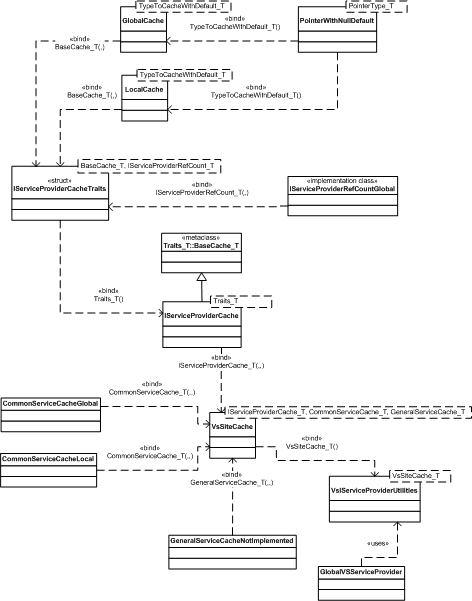 TypeToCacheWithDefault_T
GlobalCache
«bind»
TypeToCacheWithDefault_T()
PointerType_T
PointerWithNullDefault
«bind»
BaseCache_T(,)
TypeToCacheWithDefault_T
LocalCache
«bind»
BaseCache_T(,)
«bind»
TypeToCacheWithDefault_T()
BaseCache_T, IServiceProviderRefCount_T
«struct»
IServiceProviderCacheTraits
«bind»
IServiceProviderRefCount_T(,)
«implementation class»
IServiceProviderRefCountGlobal
«metaclass»
Traits_T::BaseCache_T
«bind»
Traits_T()
Traits_T
IServiceProviderCache
«bind»
IServiceProviderCache_T(,,)
CommonServiceCacheGlobal
«bind»
CommonServiceCache_T(,,)
IServiceProviderCache_T, CommonServiceCache_T, GeneralServiceCache_T
VsSiteCache
«bind»
VsSiteCache_T()
CommonServiceCacheLocal
«bind»
CommonServiceCache_T(,,)
«bind»
GeneralServiceCache_T(,,)
VsSiteCache_T
VsIServiceProviderUtilities
GeneralServiceCacheNotImplemented
«uses»
GlobalVSServiceProvider